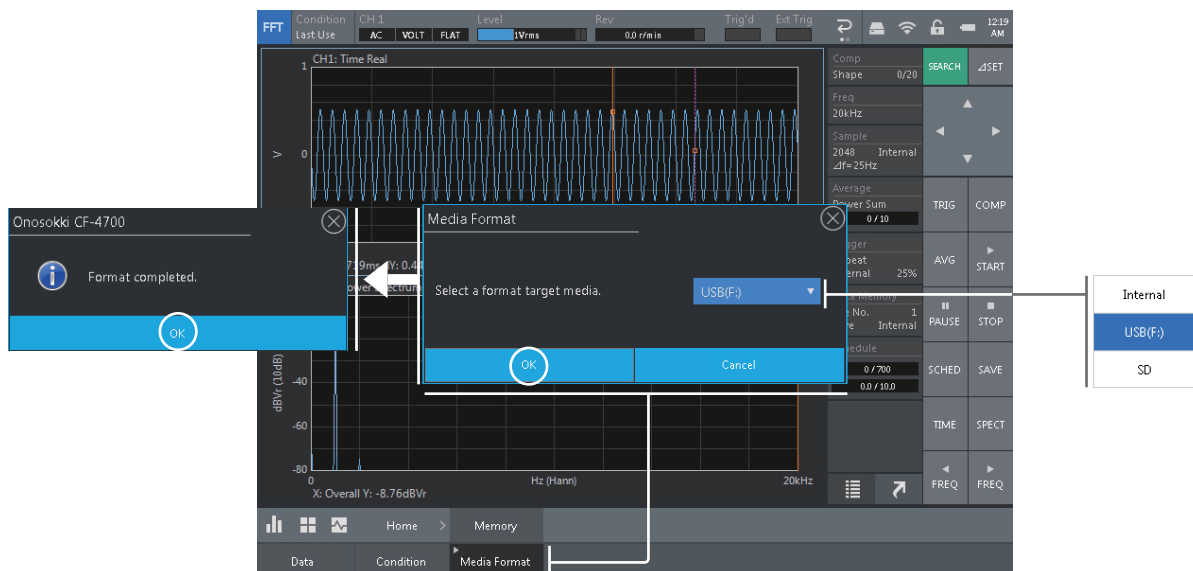 FFT
Condition
Last Use
CH 1
AC VOLT FLAT
Level
1Vrms
Rev
0.0 r/min
Trig'd
Ext Trig
12:19
AM
CH1: Time Real
1
V
0
Comp
Shape 0/20
Freq
20kHz
Sample
2048 Internal
⊿f=25Hz
Average
Power Sum
0 / 10
25%
No. 1
Internal
0 / 700
0.0 / 10.0
SEARCH
⊿SET
TRIG
COMP
AVG
START
PAUSE
STOP
SCHED
SAVE
TIME
SPECT
FREQ
FREQ
Onosokki CF-4700
Format completed.
OK
Media Format
Select a format target media.
USB(F:)
OK
Cancel
Internal
USB(F:)
SD
dBVr (10dB)
-40
-60
-80
0
Hz (Hann)
20kHz
X: Overall Y: -8.76dBVr
Home > Memory
Data
Condition
Media Format